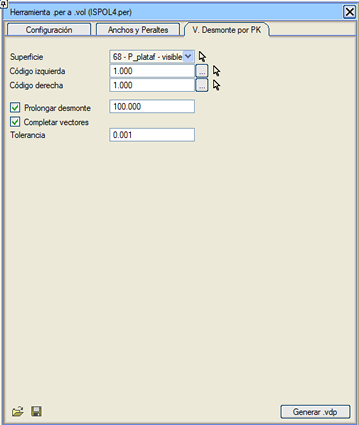 Herramienta .per a .vol (ISPOL4.per)
Configuración
Anchos y Peraltes
V. Desmonte por PK
Superficie
68 - P_plataf - visible
Código izquierda
1.000
...
Código derecha
1.000
...
Prolongar desmonte
100.000
Completar vectores
Tolerancia
0.001
Generar .vdp